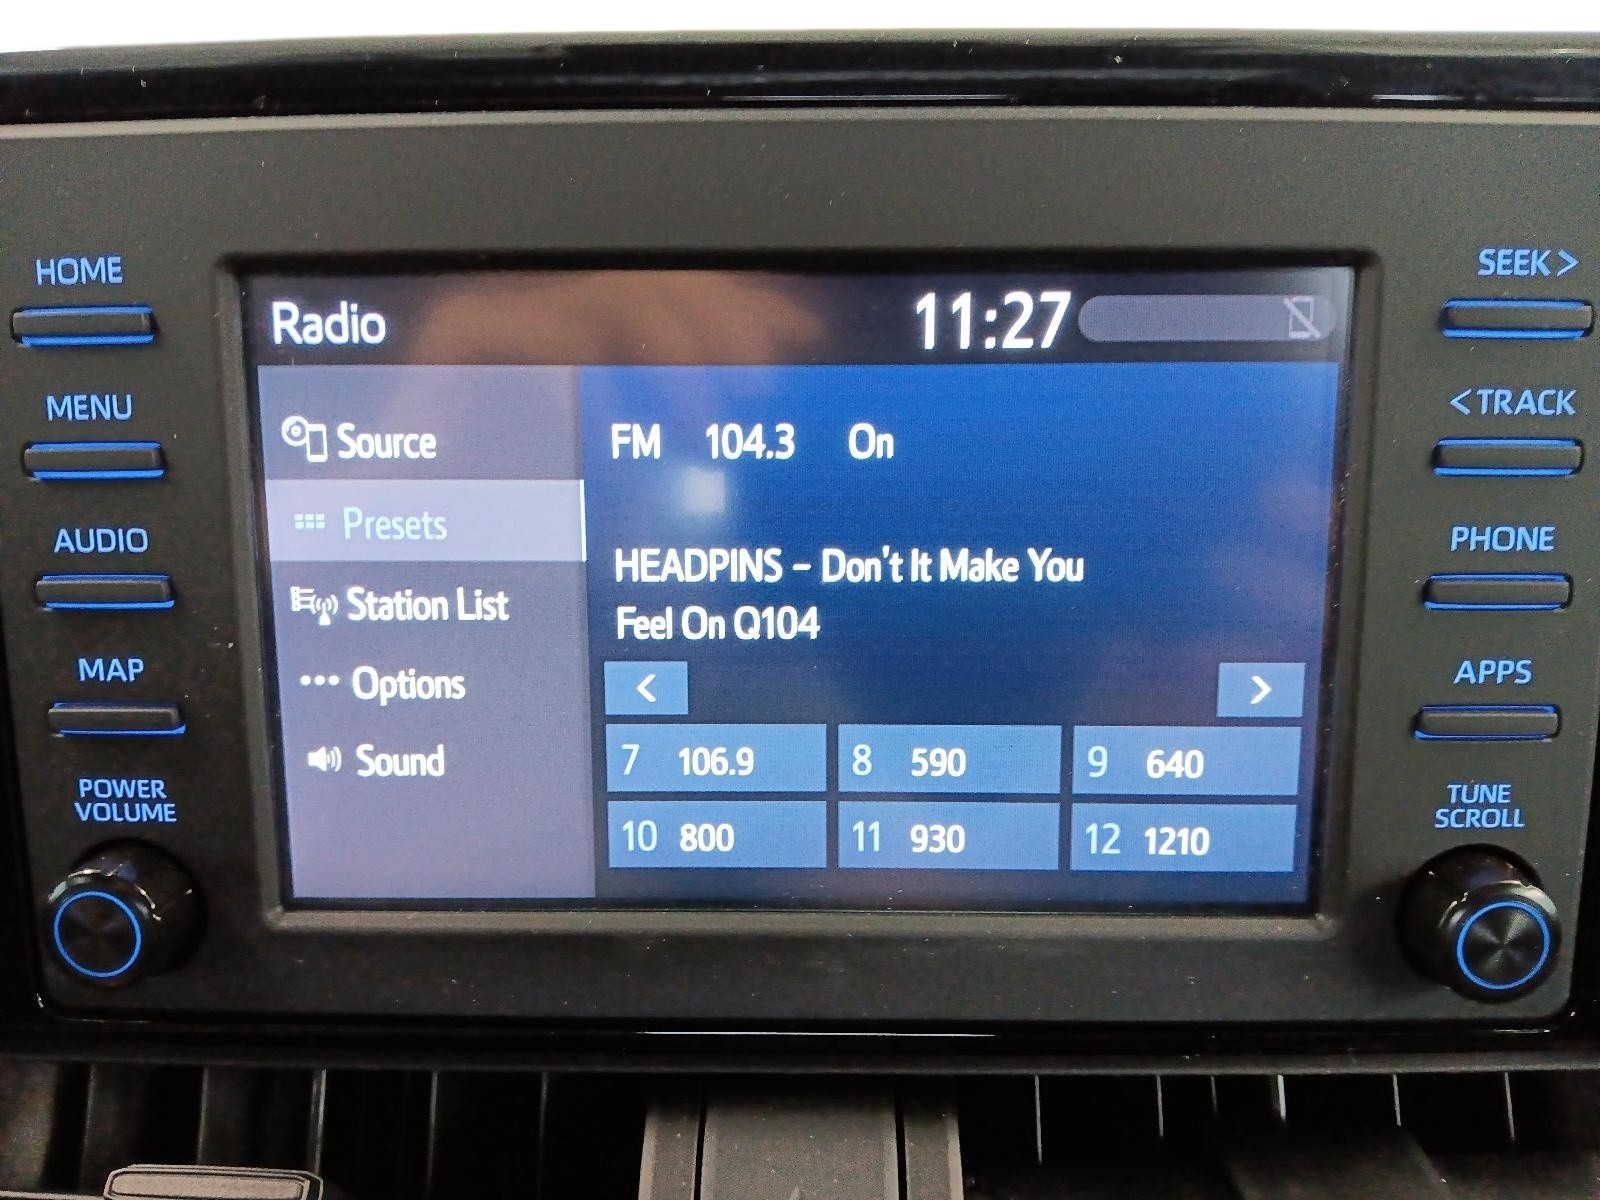 HOME
MENU
AUDIO
MAP
POWER
VOLUME
Radio
11:27
Source
Presets
Station List
Options
Sound
FM 104.3 On
HEADPINS – Don't It Make You
Feel On Q104
<
>
7 106.9
8 590
9 640
10 800
11 930
12 1210
SEEK >
< TRACK
PHONE
APPS
TUNE
SCROLL